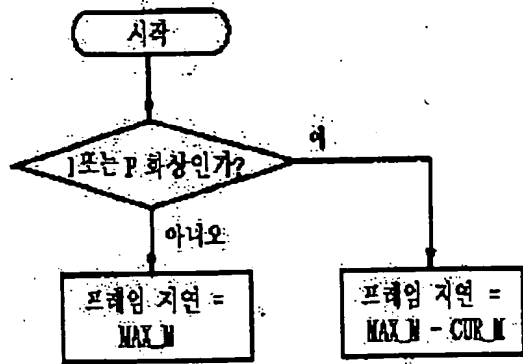 시작
I 또는 P 화상인가?
예
아니오
프레임 지연 =
MAX_M
프레임 지연 =
MAX_M - CUR_M